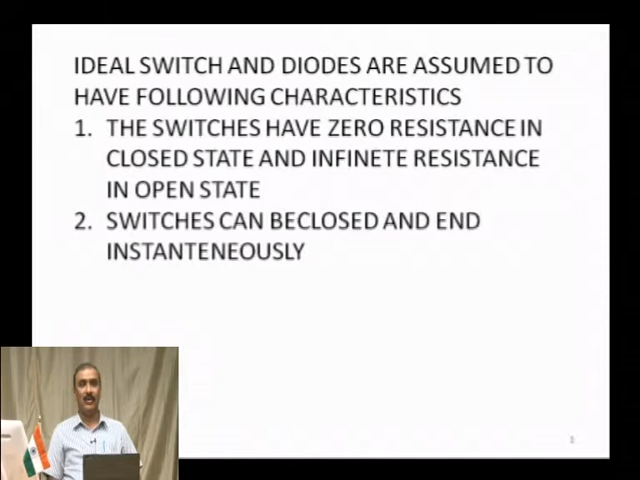 IDEAL SWITCH AND DIODES ARE ASSUMED TO
HAVE FOLLOWING CHARACTERISTICS
1. THE SWITCHES HAVE ZERO RESISTANCE IN
CLOSED STATE AND INFINETE RESISTANCE
IN OPEN STATE
2. SWITCHES CAN BECLOSED AND END
INSTANTENEOUSLY